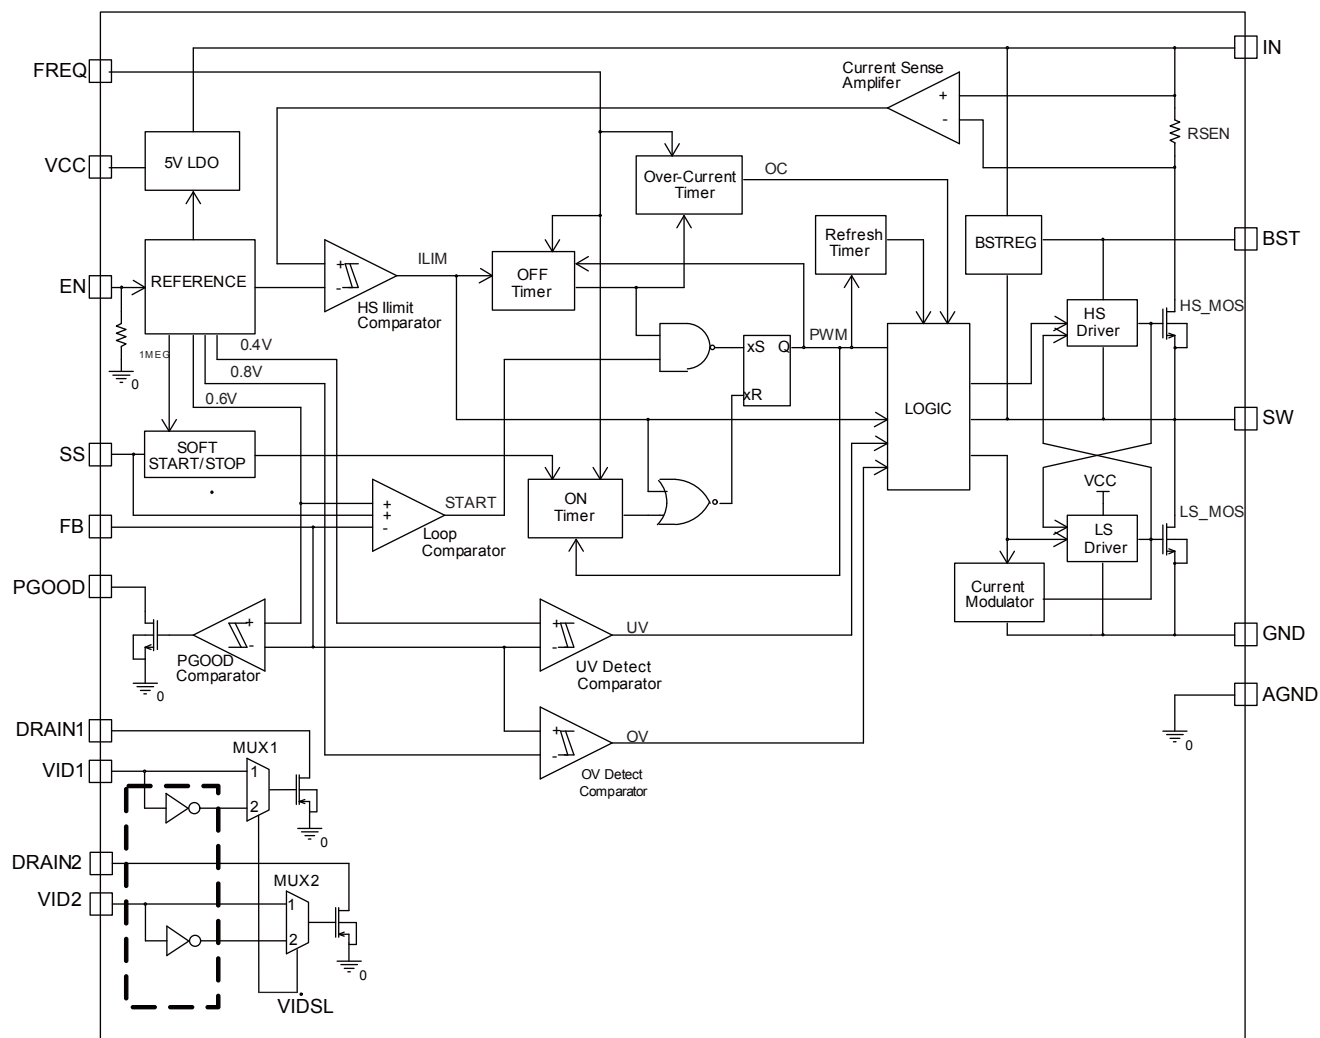 IN
FREQ
Current Sense
Amplifer
+
-
RSEN
VCC
5V LDO
Over-Current
Timer
OC
BST
Refresh
Timer
BSTREG
EN
REFERENCE
+
-
ILIM
HS Ilimit
Comparator
OFF
Timer
HS
Driver
HS_MOS
1MEG
0
0.4V
0.8V
0.6V
xS
Q
xR
PWM
LOGIC
SW
SS
SOFT
START/STOP
.
ON
Timer
VCC
FB
+
+
-
START
Loop
Comparator
LS
Driver
LS_MOS
PGOOD
Current
Modulator
+
-
PGOOD
Comparator
0
+
-
UV
UV Detect
Comparator
GND
AGND
0
DRAIN1
+
-
OV
OV Detect
Comparator
VID1
MUX1
1
2
0
DRAIN2
VID2
MUX2
1
2
0
VIDSL